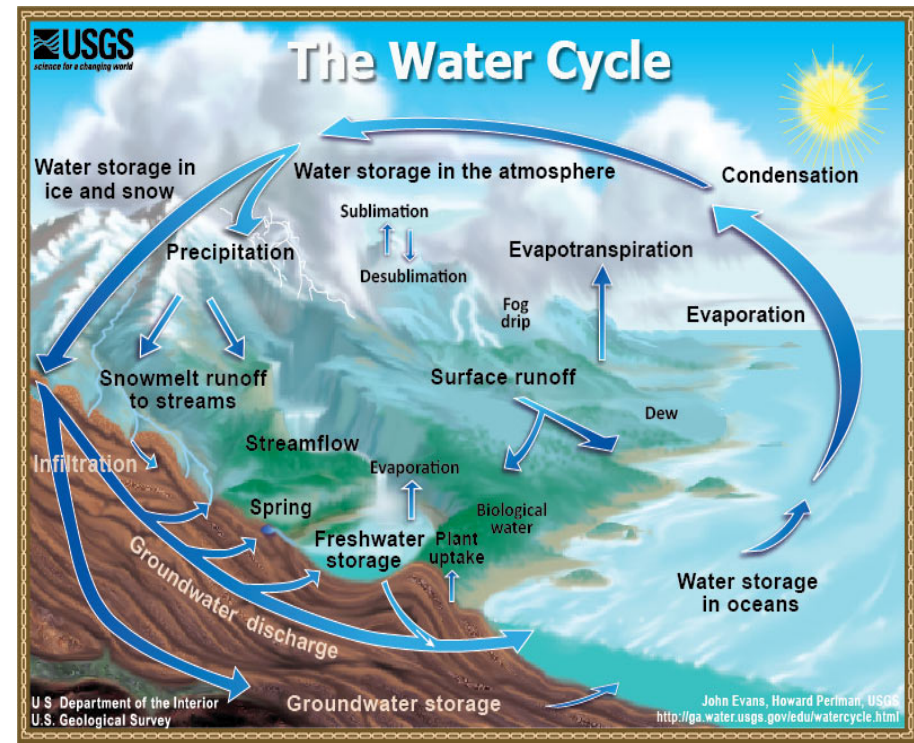 USGS
science for a changing world
The Water Cycle
Water storage in
ice and snow
Water storage in the atmosphere
Condensation
Sublimation
Precipitation
Evapotranspiration
Desublimation
Fog
drip
Evaporation
Snowmelt runoff
to streams
Surface runoff
Dew
Streamflow
Infiltration
Evaporation
Spring
Biological
water
Freshwater
storage
Plant
uptake
Groundwater discharge
Water storage
in oceans
Groundwater storage
U S Department of the Interior
U.S. Geological Survey
John Evans, Howard Perlman, USGS
http://ga.water.usgs.gov/edu/watercycle.html